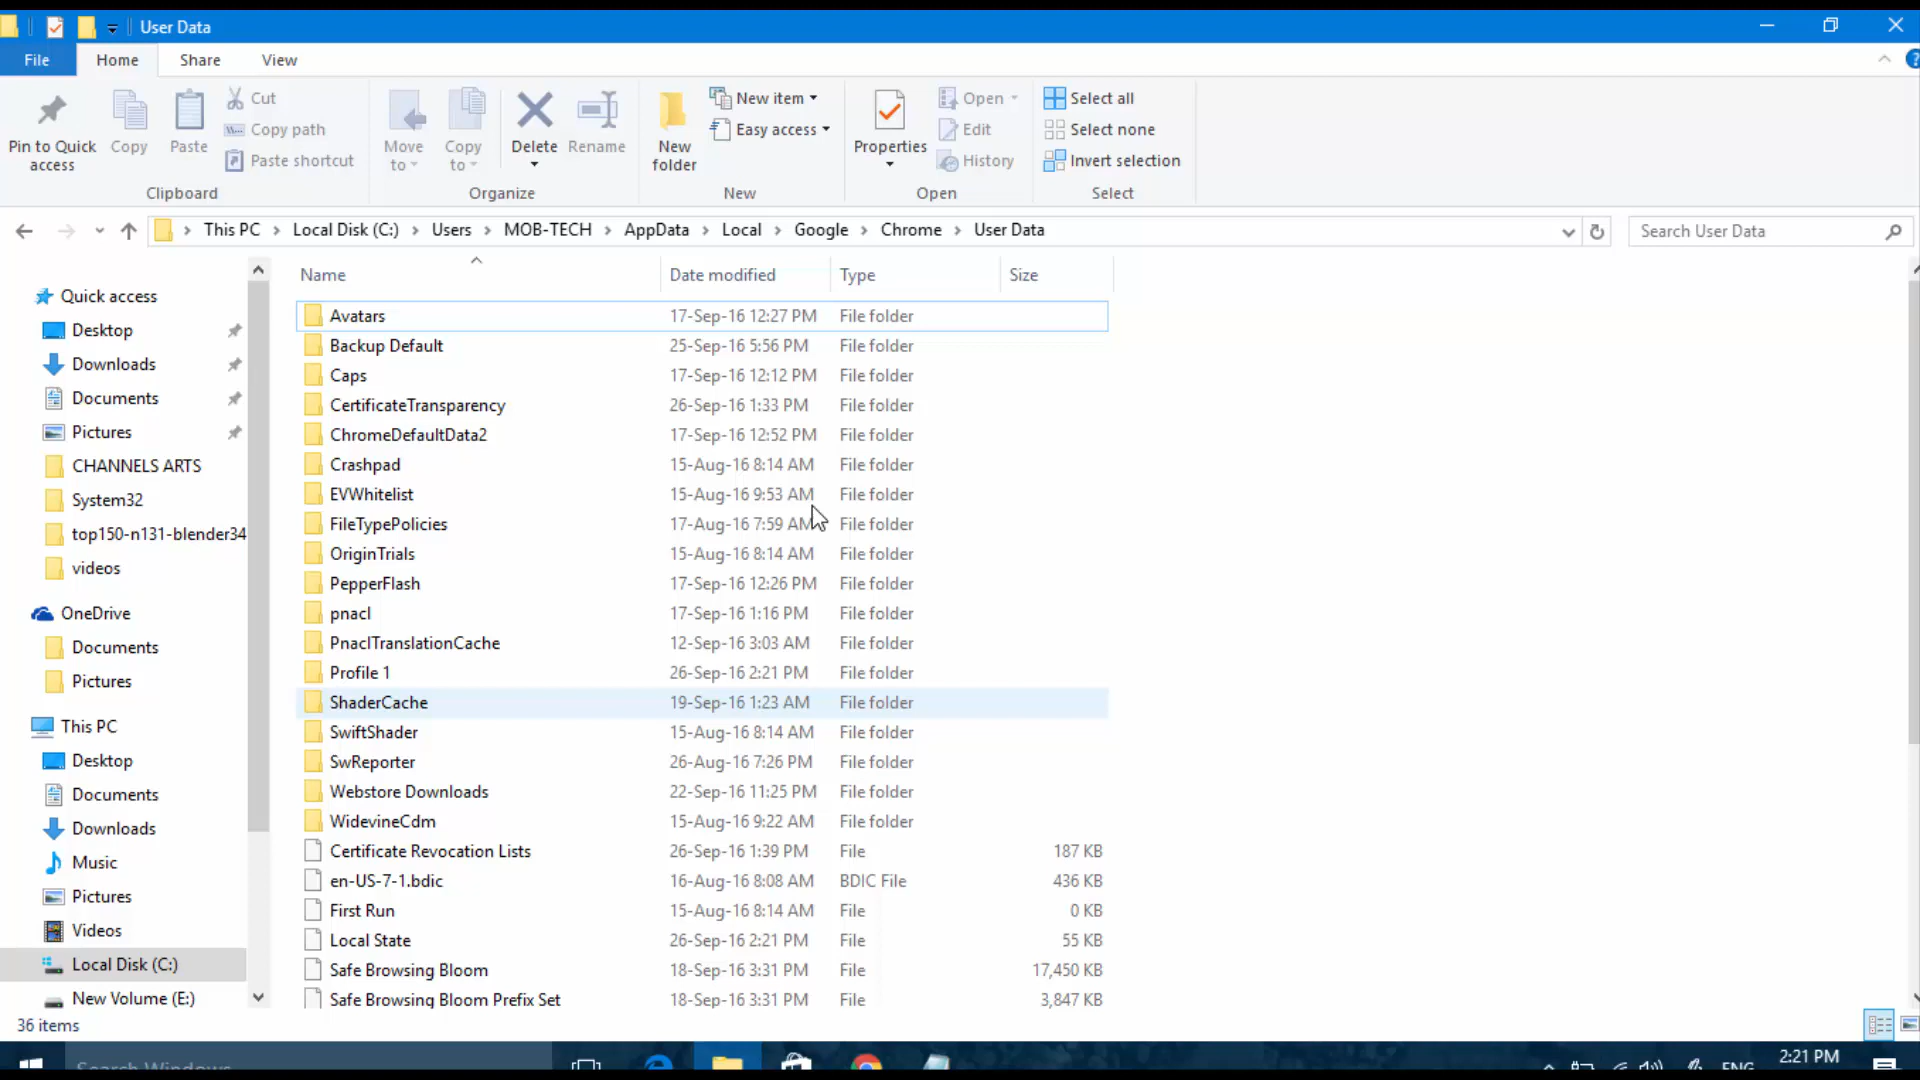 User Data
File Home Share View
Pin to Quick access
Copy
Paste
Cut
Copy path
Paste shortcut
Clipboard
Move to
Copy to
Delete
Rename
Organize
New folder
New item
Easy access
New
Properties
Open
Edit
History
Open
Select all
Select none
Invert selection
Select
This PC Local Disk (C:) Users MOB-TECH AppData Local Google Chrome User Data
Search User Data
Quick access
Desktop
Downloads
Documents
Pictures
CHANNELS ARTS
System32
top150-n131-blender34
videos
OneDrive
Documents
Pictures
This PC
Desktop
Documents
Downloads
Music
Pictures
Videos
Local Disk (C:)
New Volume (E:)
Name Date modified Type Size
Avatars 17-Sep-16 12:27 PM File folder
Backup Default 25-Sep-16 5:56 PM File folder
Caps 17-Sep-16 12:12 PM File folder
CertificateTransparency 26-Sep-16 1:33 PM File folder
ChromeDefaultData2 17-Sep-16 12:52 PM File folder
Crashpad 15-Aug-16 8:14 AM File folder
EVWhitelist 15-Aug-16 9:53 AM File folder
FileTypePolicies 17-Aug-16 7:59 AM File folder
OriginTrials 15-Aug-16 8:14 AM File folder
PepperFlash 17-Sep-16 12:26 PM File folder
pnacl 17-Sep-16 1:16 PM File folder
PnaclTranslationCache 12-Sep-16 3:03 AM File folder
Profile 1 26-Sep-16 2:21 PM File folder
ShaderCache 19-Sep-16 1:23 AM File folder
SwiftShader 15-Aug-16 8:14 AM File folder
SwReporter 26-Aug-16 7:26 PM File folder
Webstore Downloads 22-Sep-16 11:25 PM File folder
WidevineCdm 15-Aug-16 9:22 AM File folder
Certificate Revocation Lists 26-Sep-16 1:39 PM File 187 KB
en-US-7-1.bdic 16-Aug-16 8:08 AM BDIC File 436 KB
First Run 15-Aug-16 8:14 AM File 0 KB
Local State 26-Sep-16 2:21 PM File 55 KB
Safe Browsing Bloom 18-Sep-16 3:31 PM File 17,450 KB
Safe Browsing Bloom Prefix Set 18-Sep-16 3:31 PM File 3,847 KB
36 items
Search Windows
ENG
2:21 PM